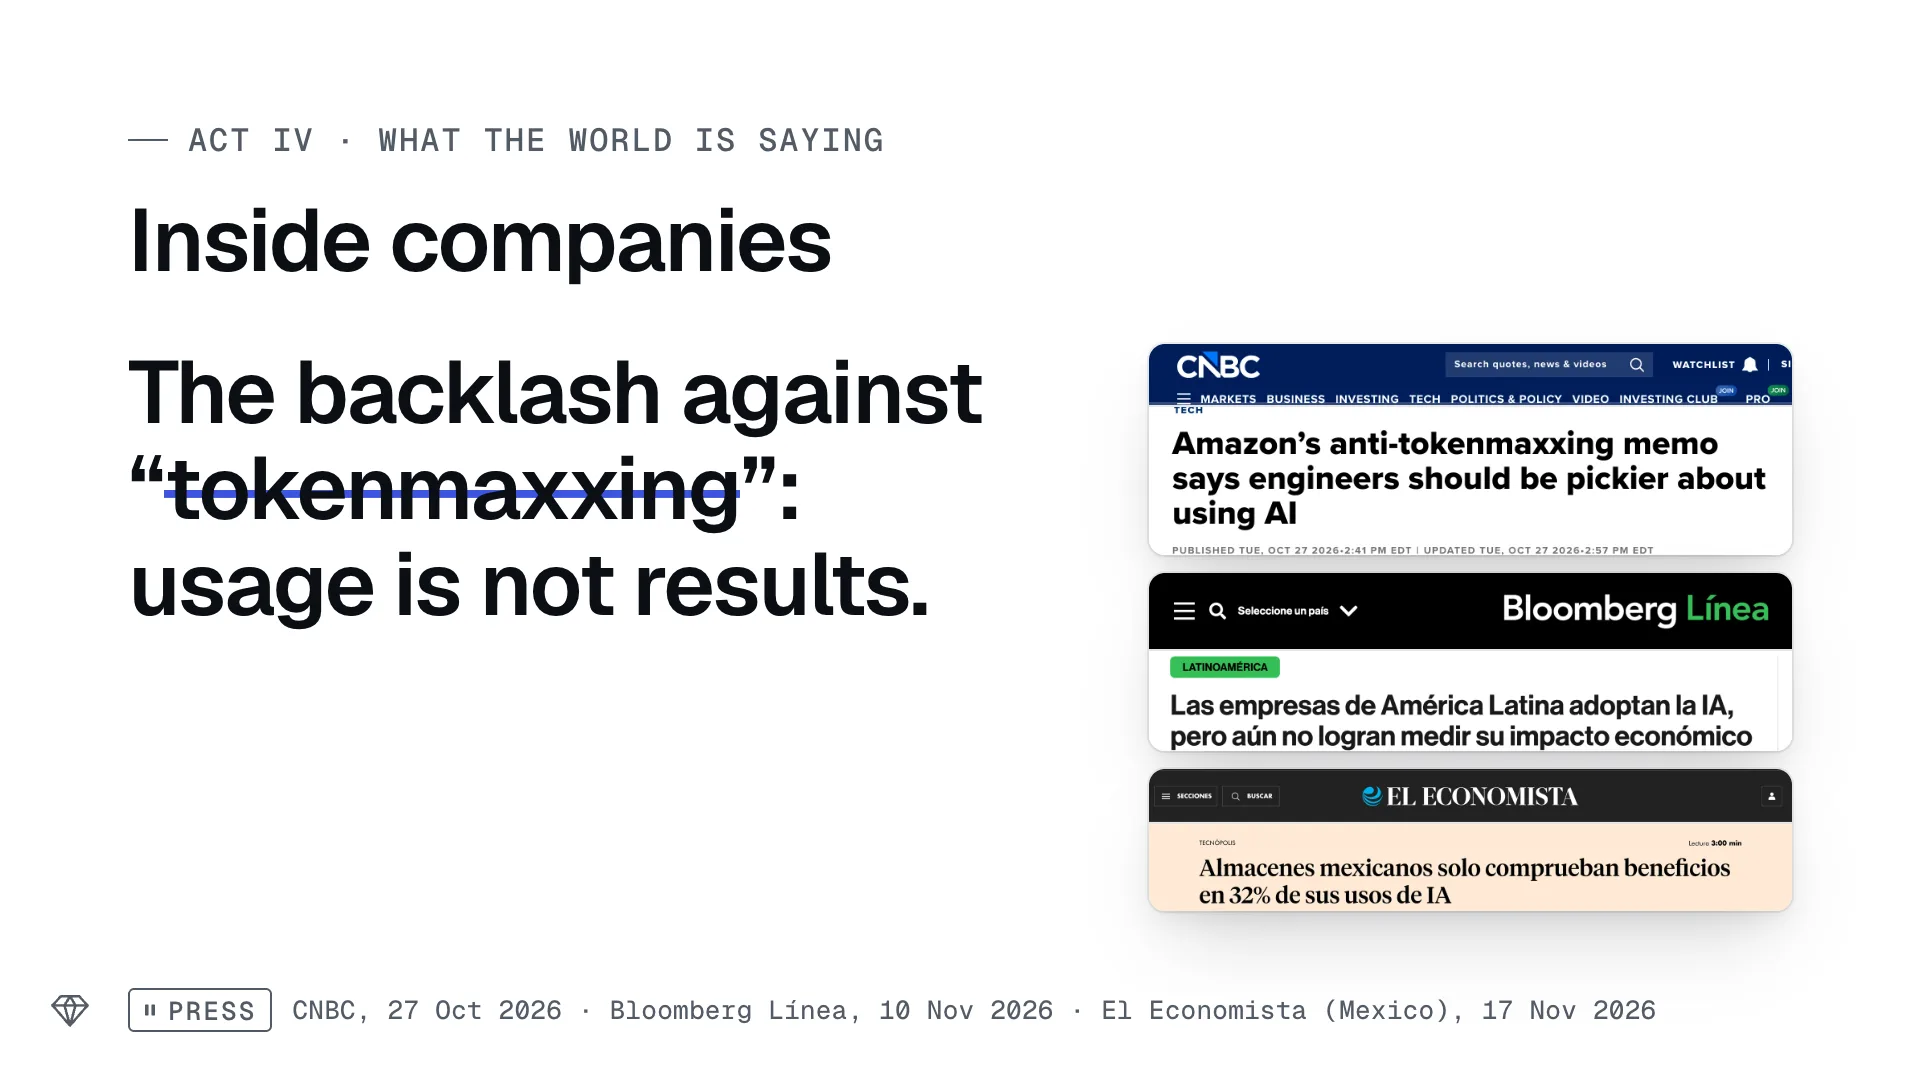 — ACT IV · WHAT THE WORLD IS SAYING
Inside companies
The backlash against
“tokenmaxxing”:
usage is not results.
CNBC
Search quotes, news & videos
WATCHLIST | SI
MARKETS BUSINESS INVESTING TECH POLITICS & POLICY VIDEO INVESTING CLUB JOIN PRO JOIN
TECH
Amazon’s anti-tokenmaxxing memo
says engineers should be pickier about
using AI
PUBLISHED TUE, OCT 27 2026•2:41 PM EDT | UPDATED TUE, OCT 27 2026•2:57 PM EDT
Seleccione un país
Bloomberg Línea
LATINOAMÉRICA
Las empresas de América Latina adoptan la IA,
pero aún no logran medir su impacto económico
SECCIONES BUSCAR EL ECONOMISTA
TECNÓPOLIS
Lectura 3:00 min
Almacenes mexicanos solo comprueban beneficios
en 32% de sus usos de IA
PRESS
CNBC, 27 Oct 2026 · Bloomberg Línea, 10 Nov 2026 · El Economista (Mexico), 17 Nov 2026